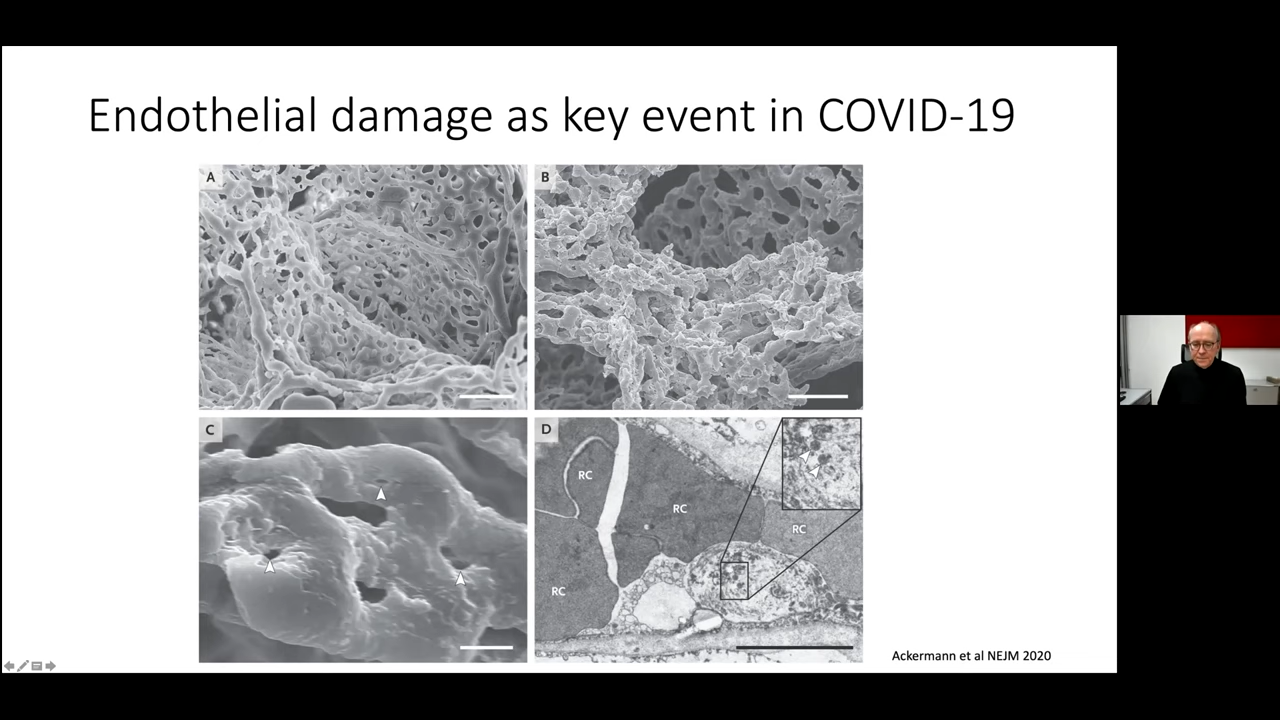 Endothelial damage as key event in COVID-19
A
B
C
D
RC
RC
RC
RC
Ackermann et al NEJM 2020